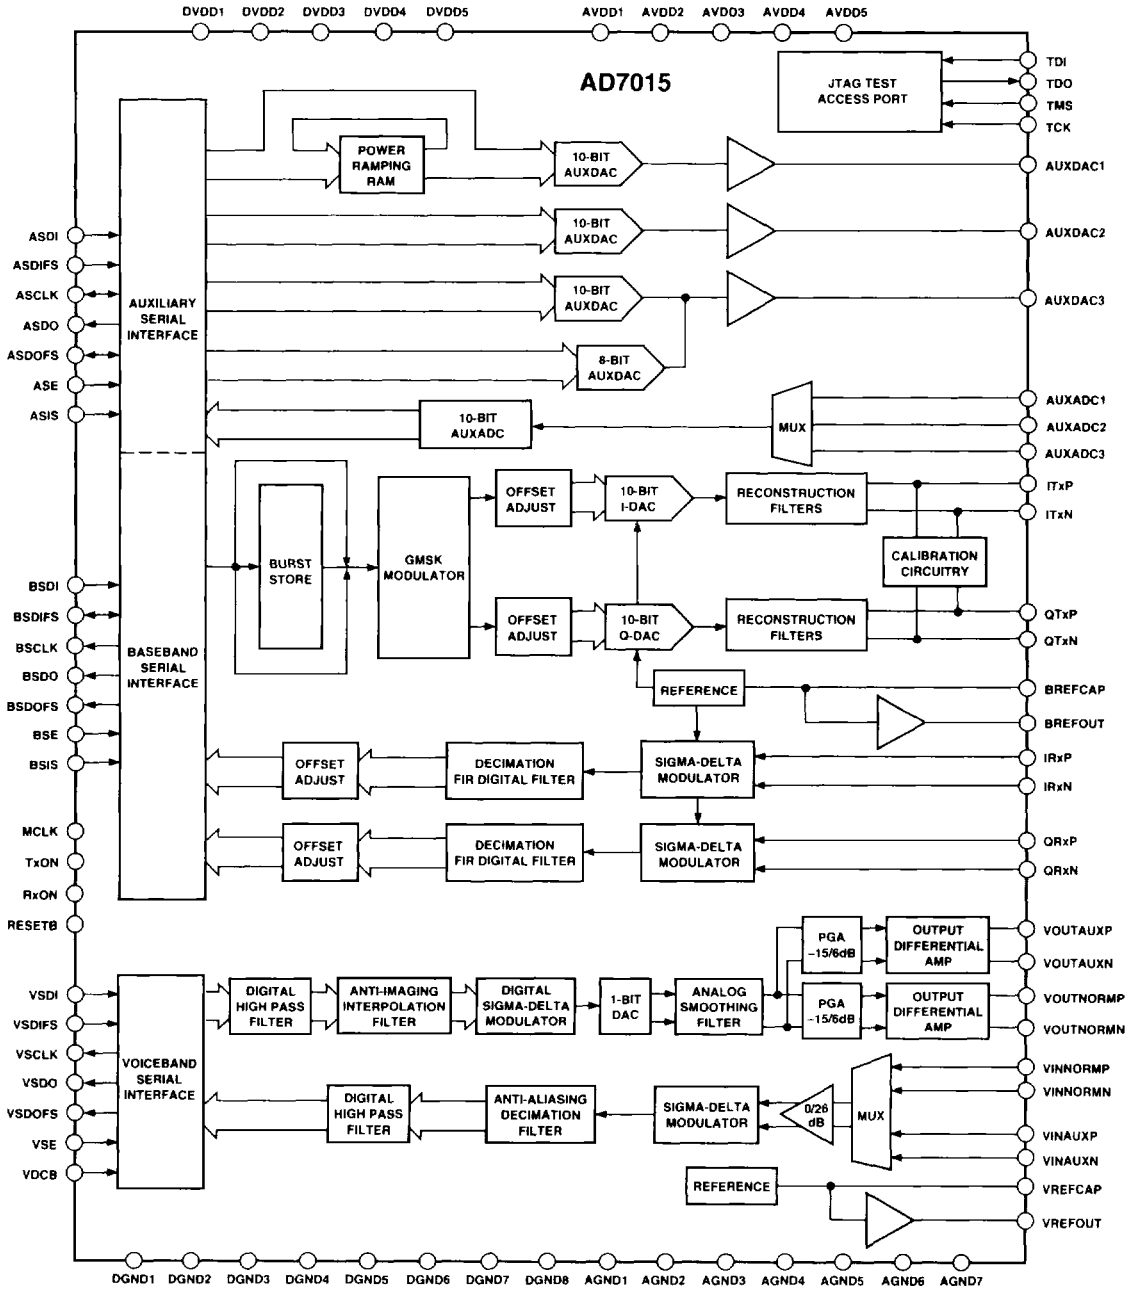 DVDD1 DVDD2 DVDD3 DVDD4 DVDD5 AVDD1 AVDD2 AVDD3 AVDD4 AVDD5
AD7015
JTAG TEST
ACCESS PORT
TDI
TDO
TMS
TCK
POWER
RAMPING
RAM
10-BIT
AUXDAC
AUXDAC1
10-BIT
AUXDAC
AUXDAC2
10-BIT
AUXDAC
AUXDAC3
8-BIT
AUXDAC
ASDI
ASDIFS
ASCLK
ASDO
ASDOFS
ASE
ASIS
AUXILIARY
SERIAL
INTERFACE
10-BIT
AUXADC
MUX
AUXADC1
AUXADC2
AUXADC3
BURST
STORE
GMSK
MODULATOR
OFFSET
ADJUST
10-BIT
I-DAC
RECONSTRUCTION
FILTERS
ITxP
ITxN
CALIBRATION
CIRCUITRY
OFFSET
ADJUST
10-BIT
Q-DAC
RECONSTRUCTION
FILTERS
QTxP
QTxN
BSDI
BSDIFS
BSCLK
BSDO
BSDOFS
BSE
BSIS
BASEBAND
SERIAL
INTERFACE
REFERENCE
BREFCAP
BREFOUT
OFFSET
ADJUST
DECIMATION
FIR DIGITAL FILTER
SIGMA-DELTA
MODULATOR
IRxP
IRxN
OFFSET
ADJUST
DECIMATION
FIR DIGITAL FILTER
SIGMA-DELTA
MODULATOR
QRxP
QRxN
MCLK
TxON
RxON
RESETB
PGA
–15/6dB
OUTPUT
DIFFERENTIAL
AMP
VOUTAUXP
VOUTAUXN
VSDI
VSDIFS
VSCLK
VSDO
VSDOFS
VSE
VDCB
VOICEBAND
SERIAL
INTERFACE
DIGITAL
HIGH PASS
FILTER
ANTI-IMAGING
INTERPOLATION
FILTER
DIGITAL
SIGMA-DELTA
MODULATOR
1-BIT
DAC
ANALOG
SMOOTHING
FILTER
PGA
–15/6dB
OUTPUT
DIFFERENTIAL
AMP
VOUTNORMP
VOUTNORMN
DIGITAL
HIGH PASS
FILTER
ANTI-ALIASING
DECIMATION
FILTER
SIGMA-DELTA
MODULATOR
0/26
dB
MUX
VINNORMP
VINNORMN
VINAUXP
VINAUXN
REFERENCE
VREFCAP
VREFOUT
DGND1 DGND2 DGND3 DGND4 DGND5 DGND6 DGND7 DGND8 AGND1 AGND2 AGND3 AGND4 AGND5 AGND6 AGND7